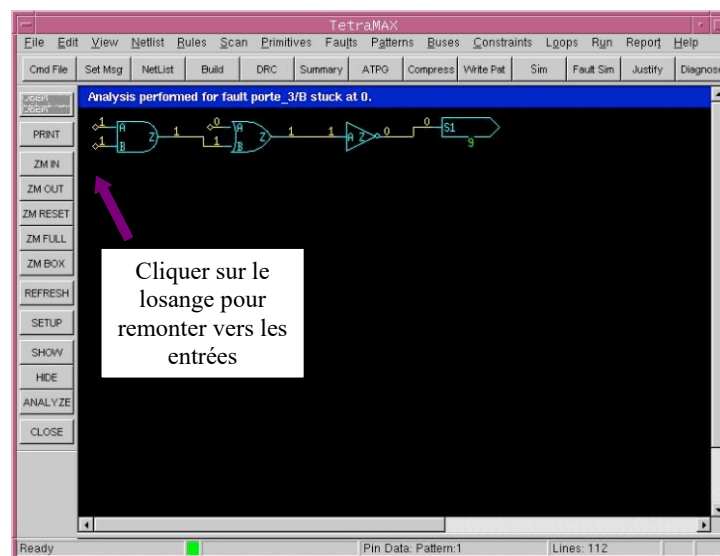 TetraMAX
File Edit View Netlist Rules Scan Primitives Faults Patterns Buses Constraints Loops Run Report Help
Cmd File Set Msg NetList Build DRC Summary ATPG Compress Write Pat Sim Fault Sim Justify Diagnose
Analysis performed for fault porte_3/B stuck at 0.
PRINT
ZM IN
ZM OUT
ZM RESET
ZM FULL
ZM BOX
REFRESH
SETUP
SHOW
HIDE
ANALYZE
CLOSE
1 A 1 B Z 1 0 A 1 B Z 1 1 A Z 0 0 S1 9
Cliquer sur le
losange pour
remonter vers les
entrées
Ready Pin Data: Pattern:1 Lines: 112